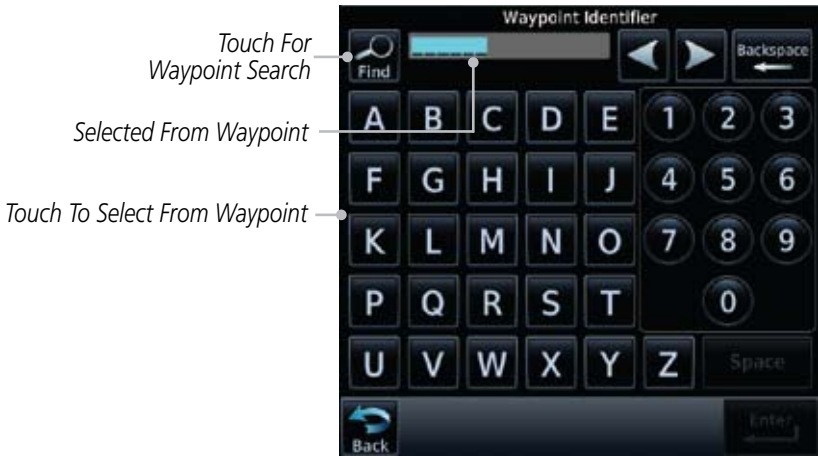 Waypoint Identifier
Touch For
Waypoint Search
Find
Backspace
Selected From Waypoint
A B C D E 1 2 3
F G H I J 4 5 6
Touch To Select From Waypoint
K L M N O 7 8 9
P Q R S T 0
U V W X Y Z Space
Back
Enter